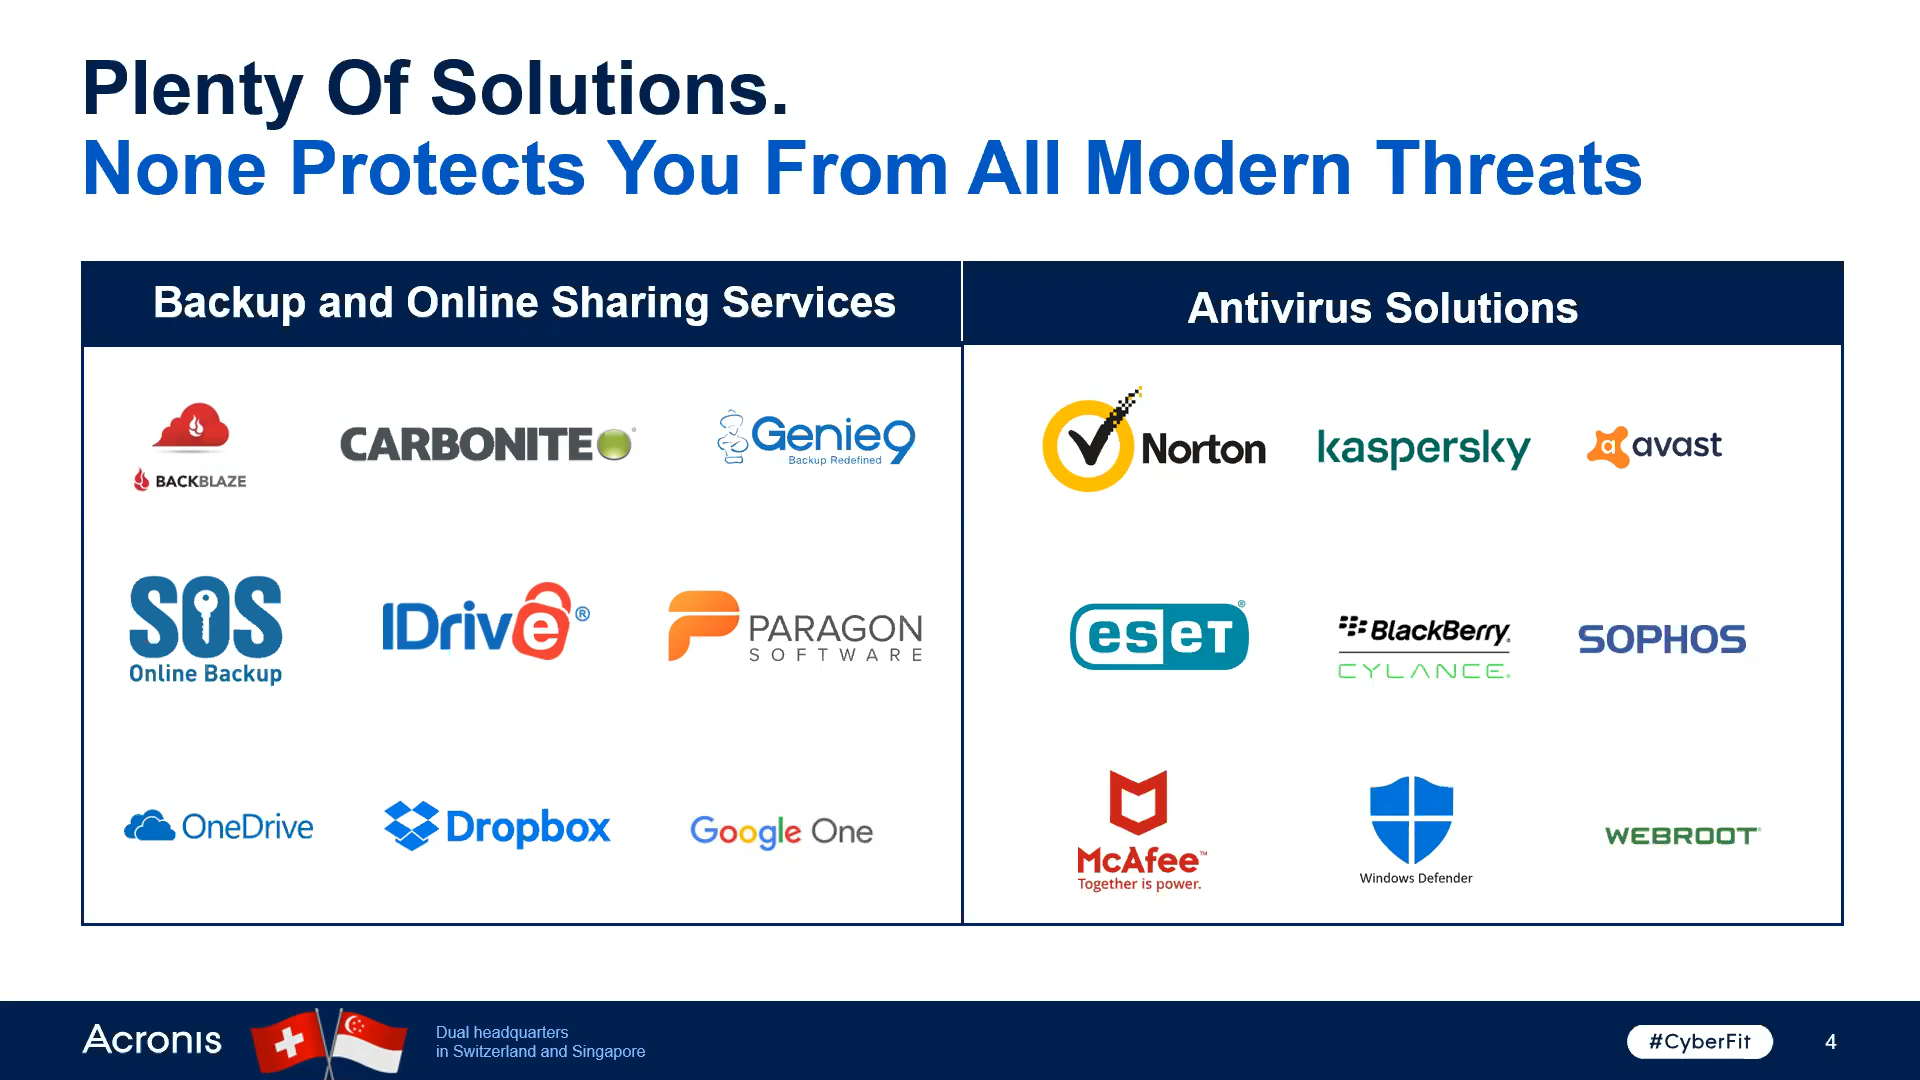 Plenty Of Solutions.
None Protects You From All Modern Threats
Backup and Online Sharing Services
Antivirus Solutions
BACKBLAZE
CARBONITE
Genie9
Backup Redefined
Norton
kaspersky
avast
SOS
Online Backup
IDrive®
PARAGON
SOFTWARE
eseT®
BlackBerry.
CYLANCE.
SOPHOS
OneDrive
Dropbox
Google One
McAfee™
Together is power.
Windows Defender
WEBROOT
Acronis
Dual headquarters
in Switzerland and Singapore
#CyberFit
4